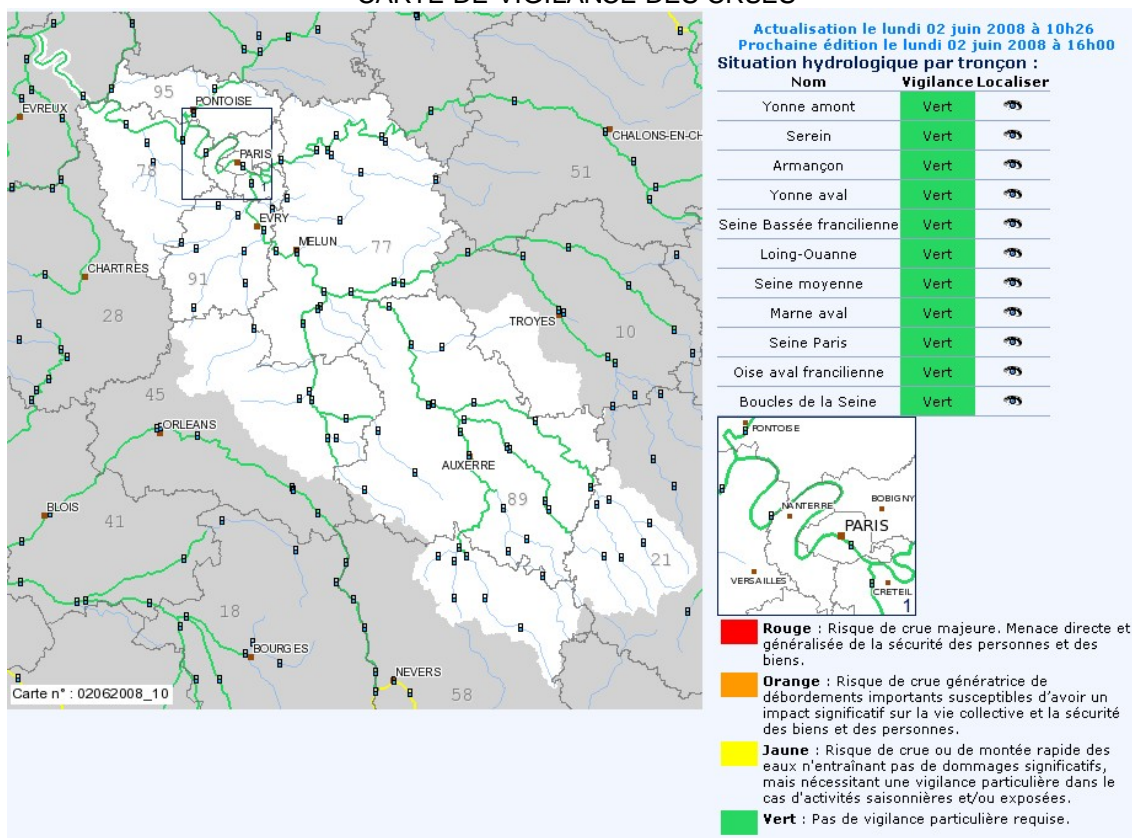 CARTE DE VIGILANCE DES CRUES
Actualisation le lundi 02 juin 2008 à 10h26
Prochaine édition le lundi 02 juin 2008 à 16h00
Situation hydrologique par tronçon :
Nom Vigilance Localiser
Yonne amont Vert
Serein Vert
Armançon Vert
Yonne aval Vert
Seine Bassée francilienne Vert
Loing-Ouanne Vert
Seine moyenne Vert
Marne aval Vert
Seine Paris Vert
Oise aval francilienne Vert
Boucles de la Seine Vert
95
PONTOISE
EVREUX
CHALONS-EN-CH
PARIS
78
51
EVRY
MELUN
77
CHARTRES
91
28
TROYES
10
45
ORLEANS
AUXERRE
89
BLOIS
41
21
18
BOURGES
NEVERS
58
Carte n° : 02062008_10
PONTOISE
NANTERRE
BOBIGNY
PARIS
VERSAILLES
CRETEIL
1
Rouge : Risque de crue majeure. Menace directe et
généralisée de la sécurité des personnes et des
biens.
Orange : Risque de crue génératrice de
débordements importants susceptibles d'avoir un
impact significatif sur la vie collective et la sécurité
des biens et des personnes.
Jaune : Risque de crue ou de montée rapide des
eaux n'entraînant pas de dommages significatifs,
mais nécessitant une vigilance particulière dans le
cas d'activités saisonnières et/ou exposées.
Vert : Pas de vigilance particulière requise.